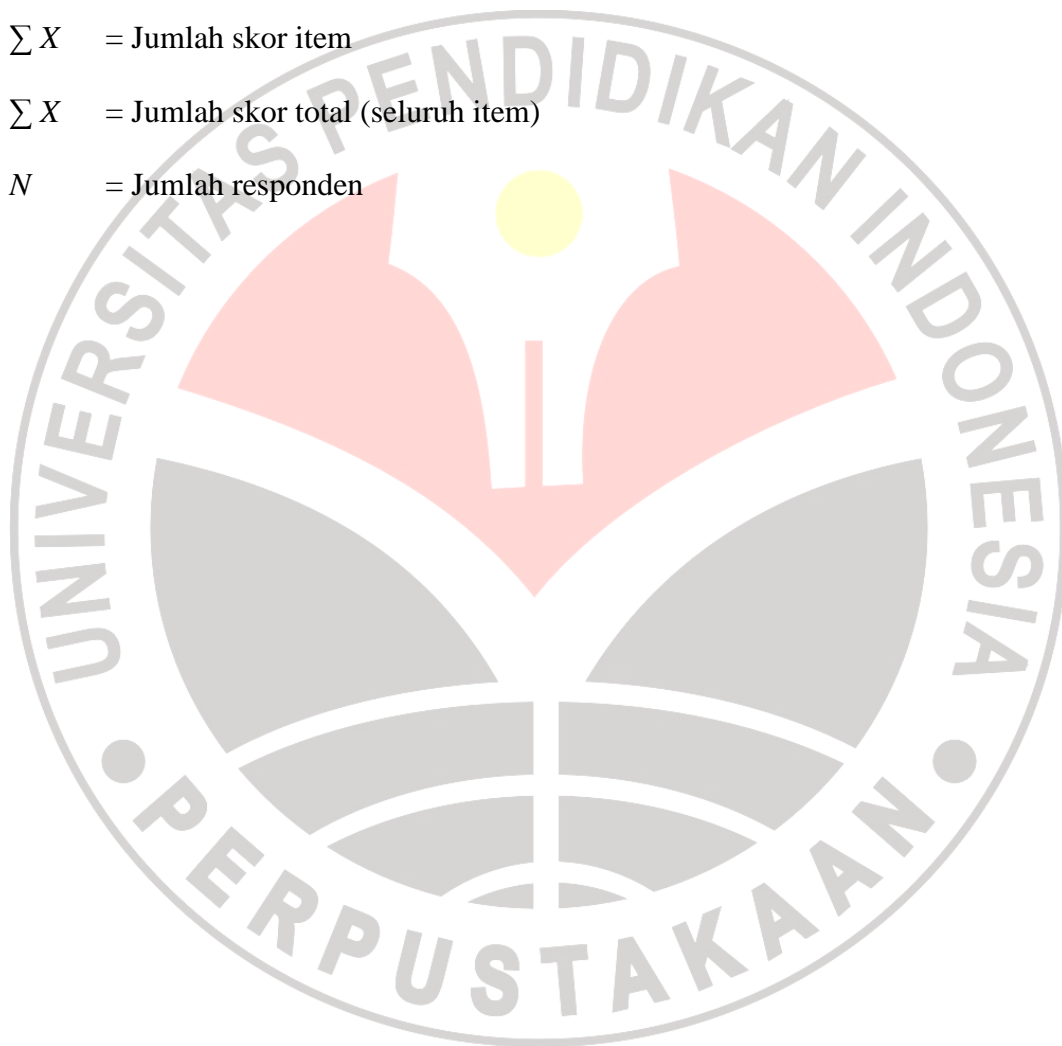 ∑ X = Jumlah skor item
∑ X = Jumlah skor total (seluruh item)
N = Jumlah responden
UNIVERSITAS PENDIDIKAN INDONESIA
PERPUSTAKAAN